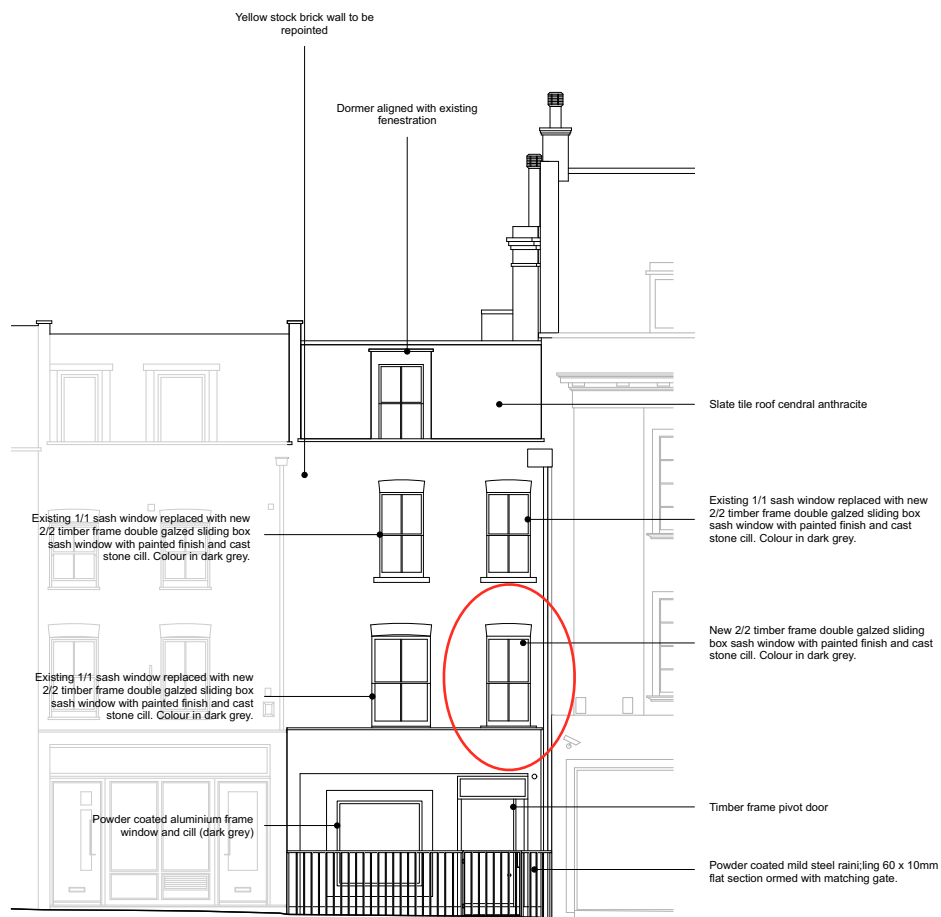 Yellow stock brick wall to be
repointed
Dormer aligned with existing
fenestration
Slate tile roof cendral anthracite
Existing 1/1 sash window replaced with new
2/2 timber frame double galzed sliding box
sash window with painted finish and cast
stone cill. Colour in dark grey.
Existing 1/1 sash window replaced with new
2/2 timber frame double galzed sliding box
sash window with painted finish and cast
stone cill. Colour in dark grey.
New 2/2 timber frame double galzed sliding
box sash window with painted finish and cast
stone cill. Colour in dark grey.
Existing 1/1 sash window replaced with new
2/2 timber frame double galzed sliding box
sash window with painted finish and cast
stone cill. Colour in dark grey.
Powder coated aluminium frame
window and cill (dark grey)
Timber frame pivot door
Powder coated mild steel raini;ling 60 x 10mm
flat section ormed with matching gate.